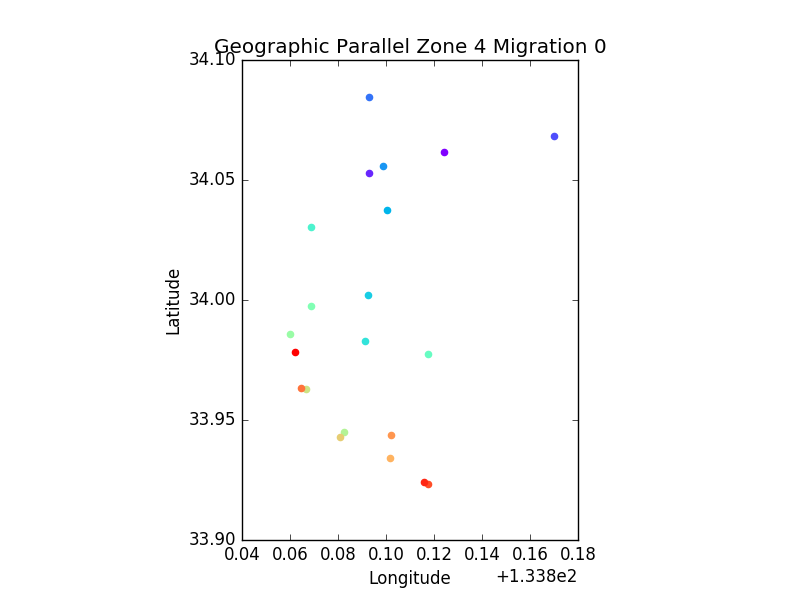 Geographic Parallel Zone 4 Migration 0
34.10
34.05
34.00
33.95
33.90
Latitude
0.04 0.06 0.08 0.10 0.12 0.14 0.16 0.18
Longitude
+1.338e2